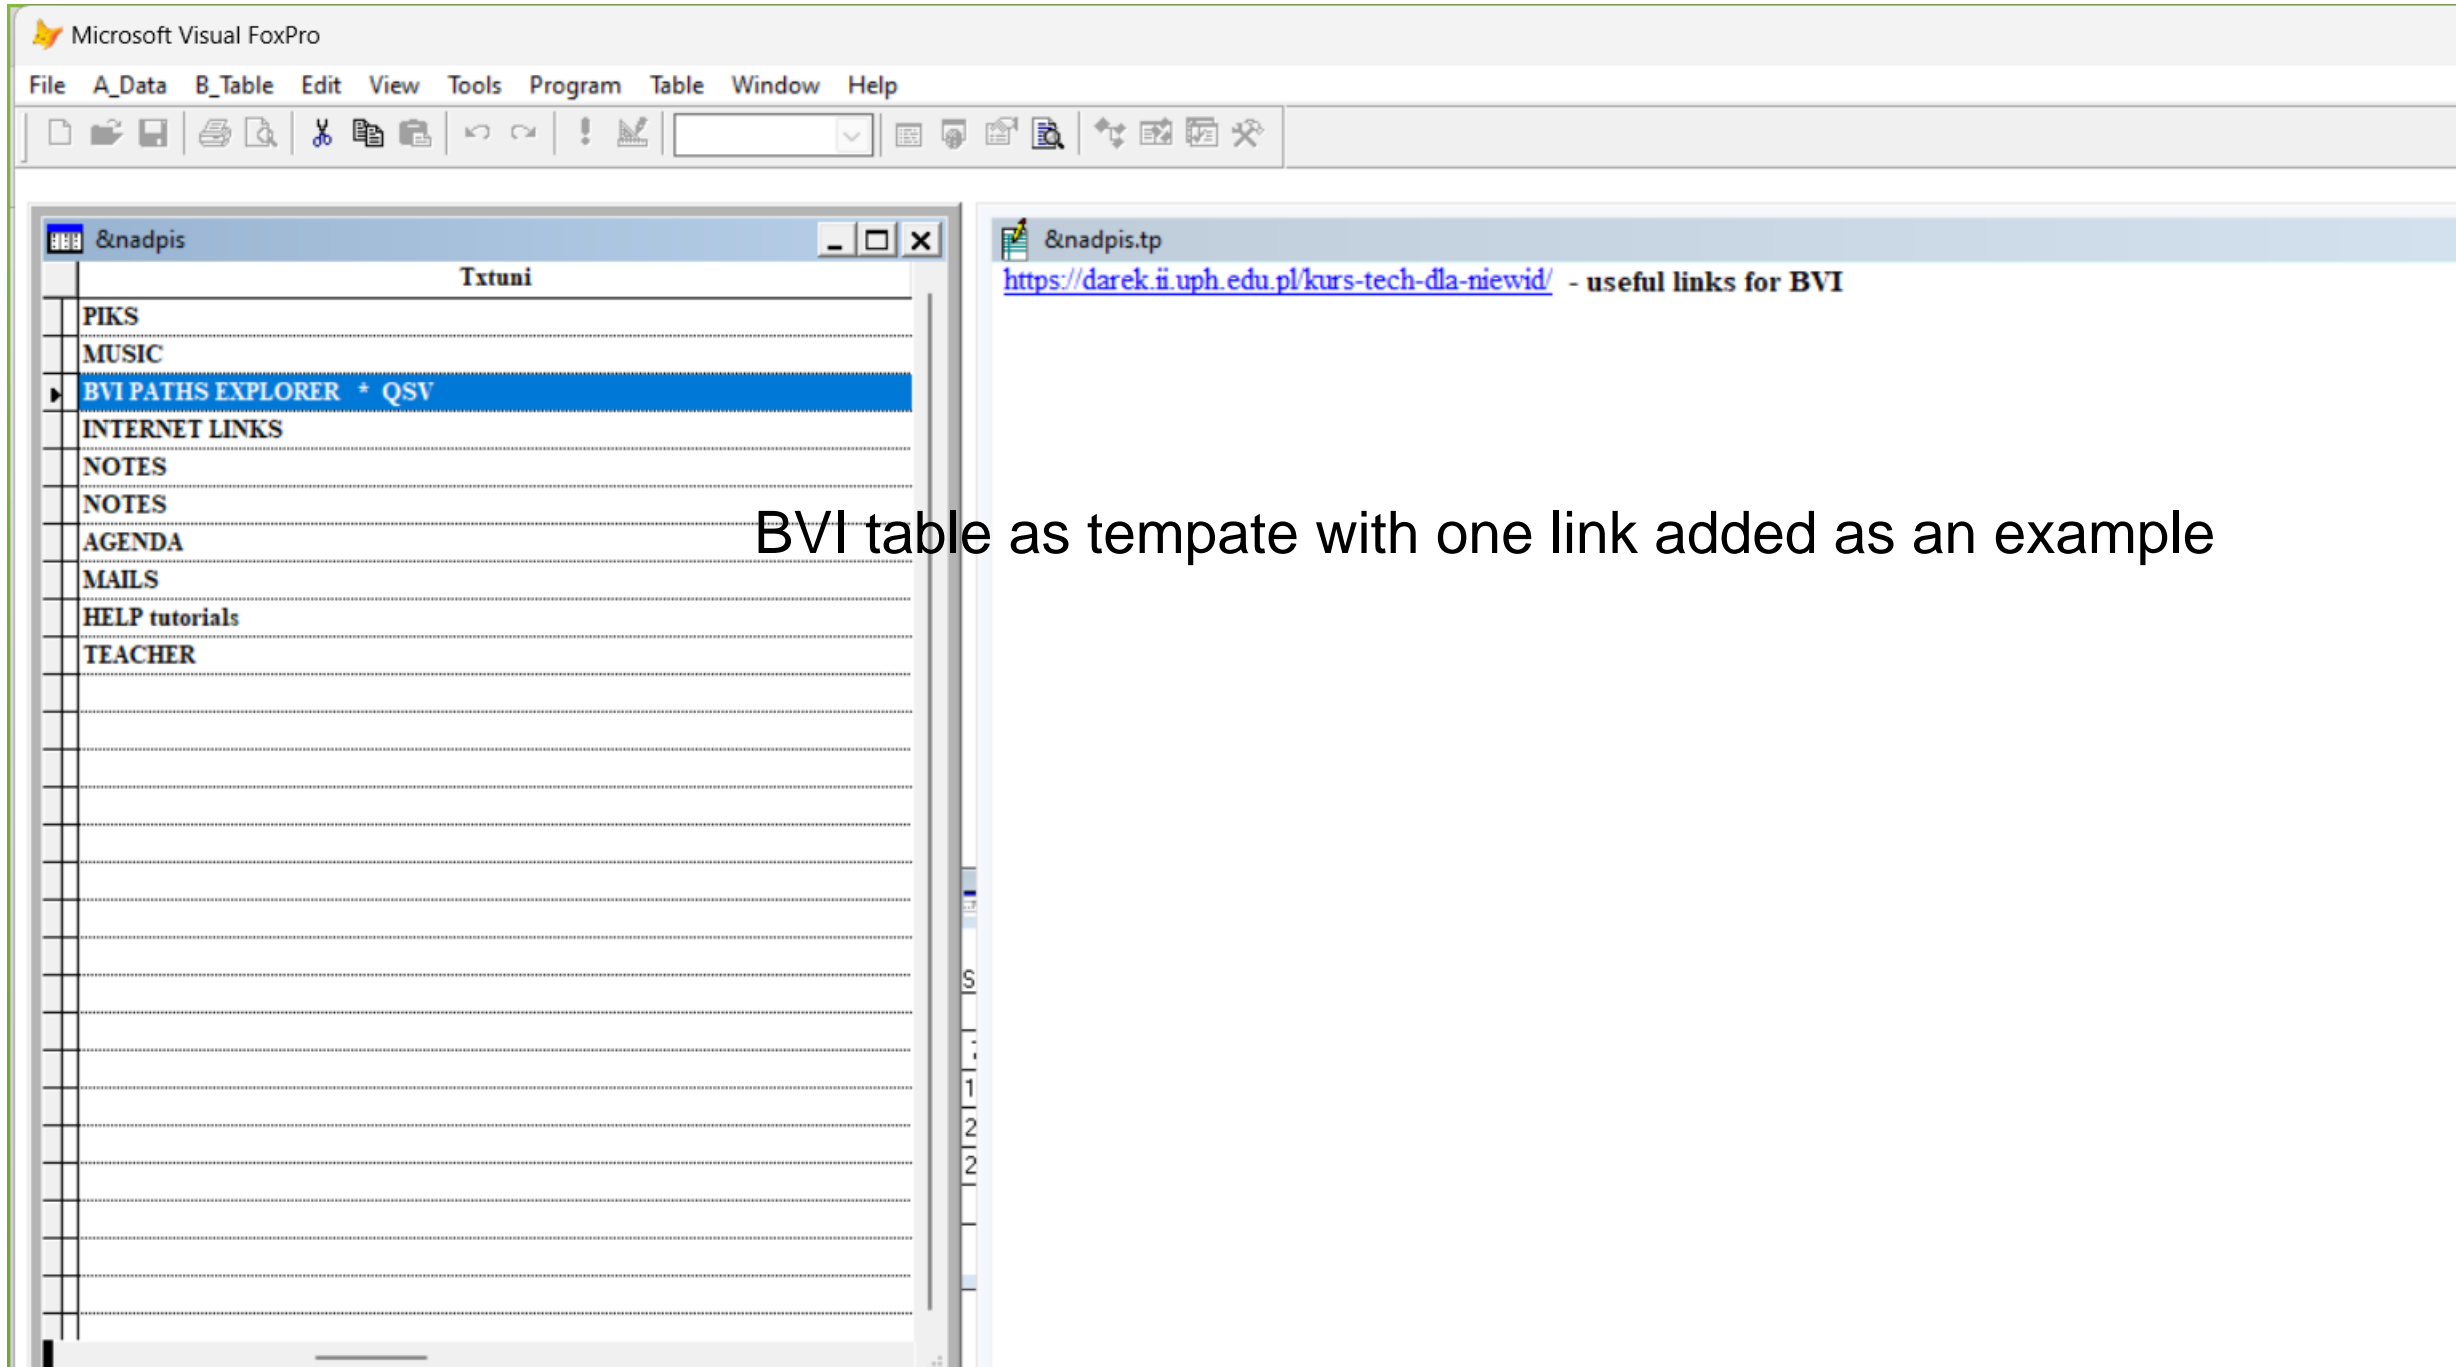 Microsoft Visual FoxPro
File A_Data B_Table Edit View Tools Program Table Window Help
&nadpis
Txtuni
PIKS
MUSIC
BVI PATHS EXPLORER * QSV
INTERNET LINKS
NOTES
NOTES
AGENDA
MAILS
HELP tutorials
TEACHER
&nadpis.tp
https://darek.ii.uph.edu.pl/kurs-tech-dla-niewid/ - useful links for BVI
BVI table as tempate with one link added as an example
S
1
2
2